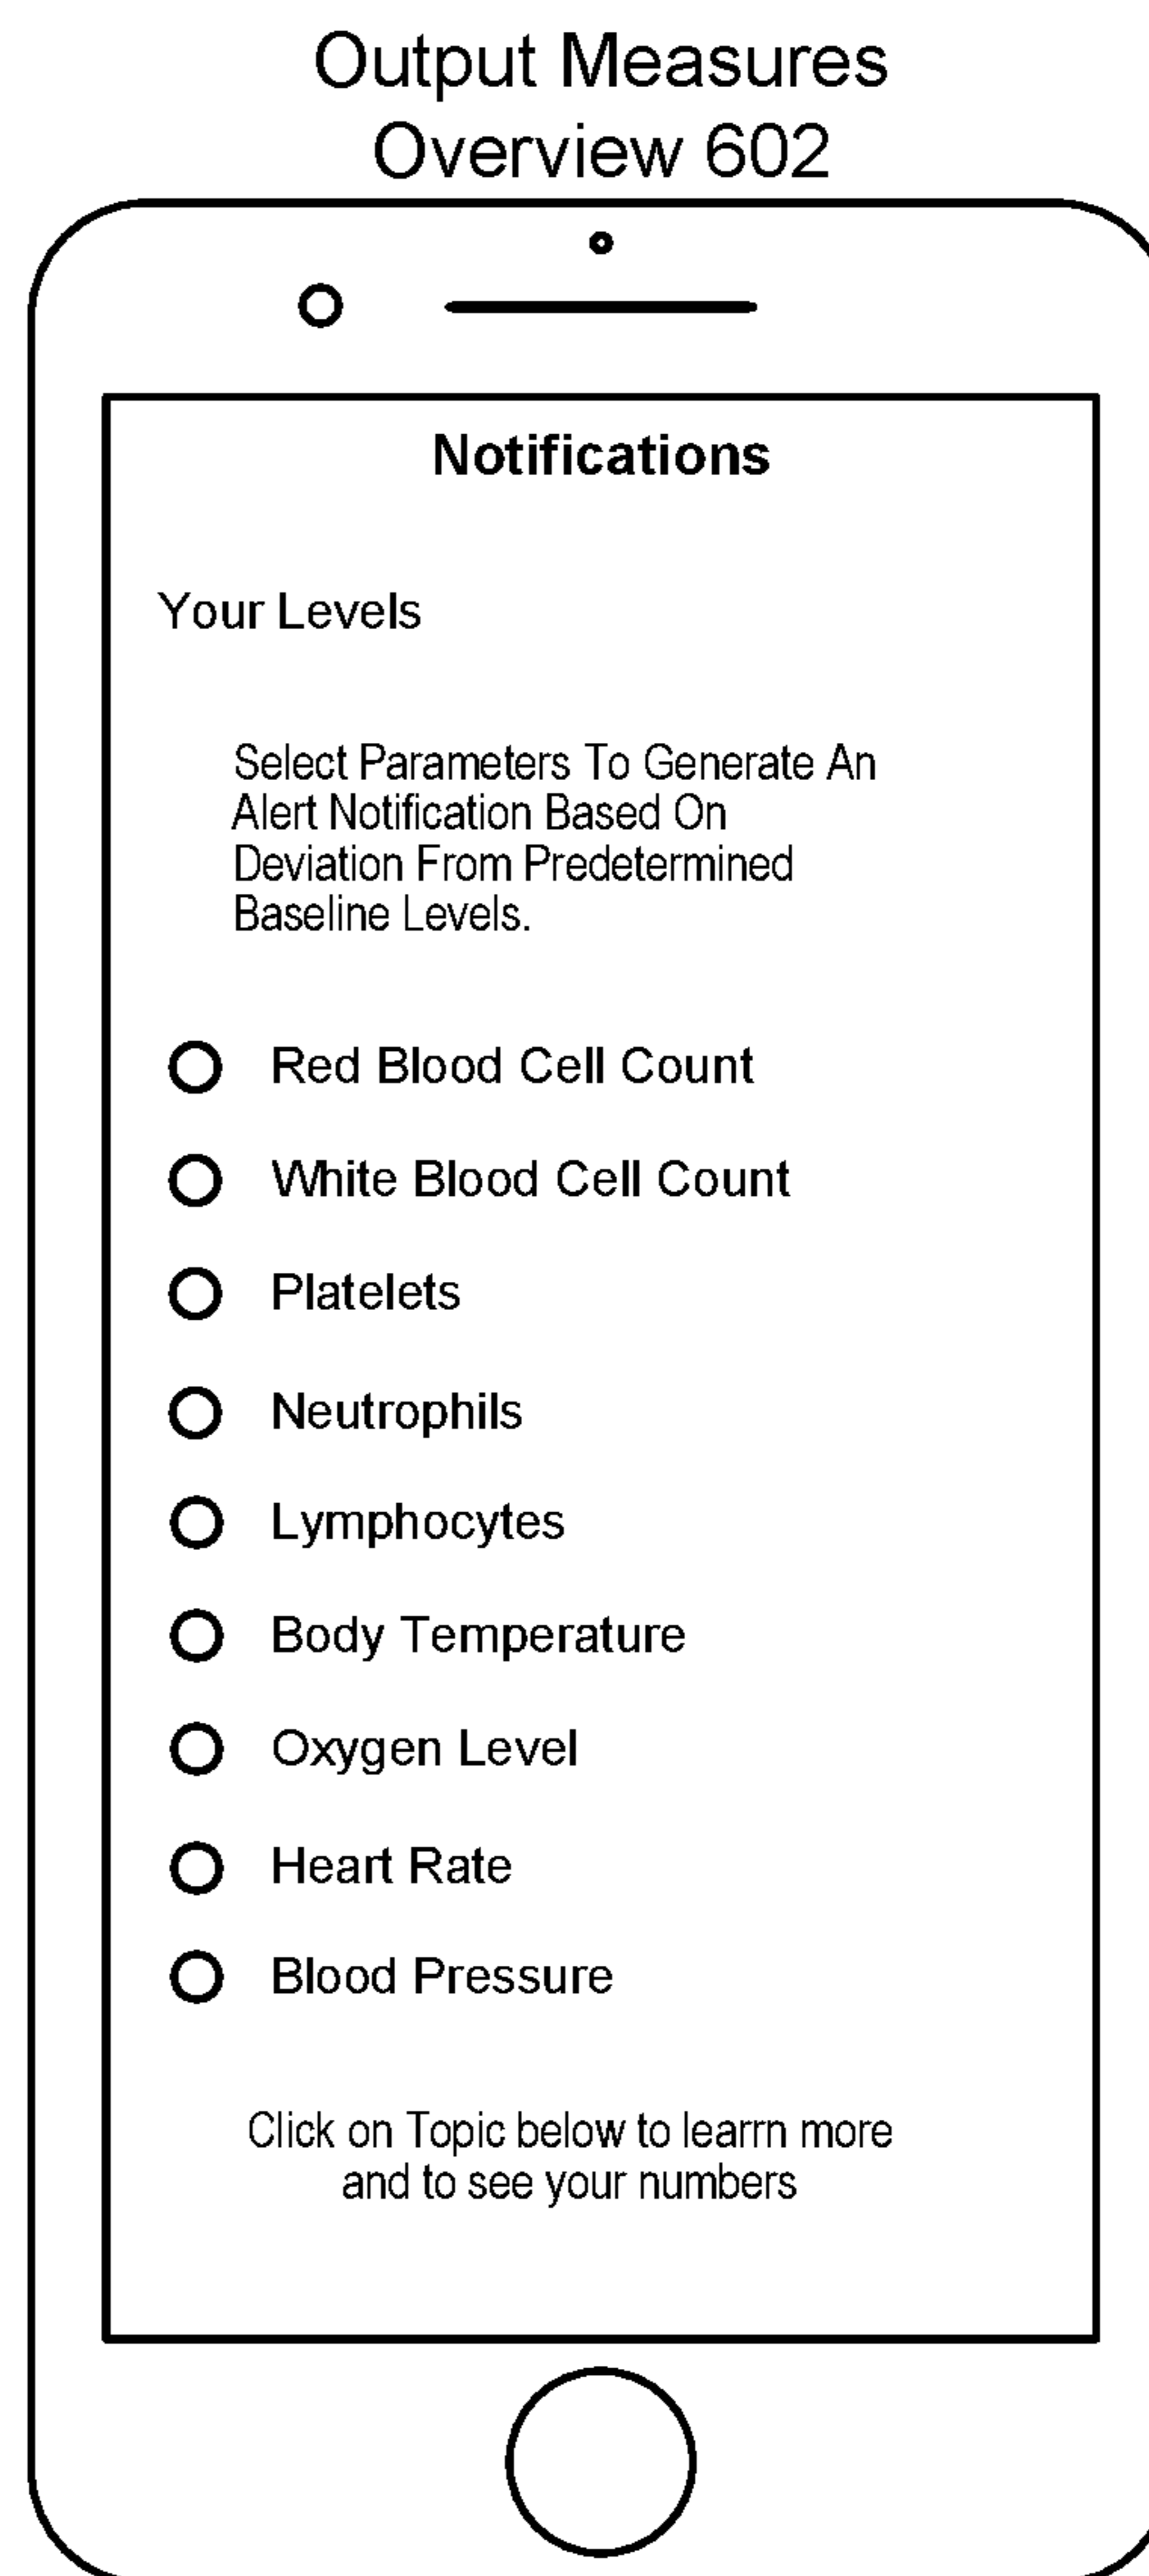 Output Measures
Overview 602
Notifications
Your Levels
Select Parameters To Generate An
Alert Notification Based On
Deviation From Predetermined
Baseline Levels.
Red Blood Cell Count
White Blood Cell Count
Platelets
Neutrophils
Lymphocytes
Body Temperature
Oxygen Level
Heart Rate
Blood Pressure
Click on Topic below to learrn more
and to see your numbers